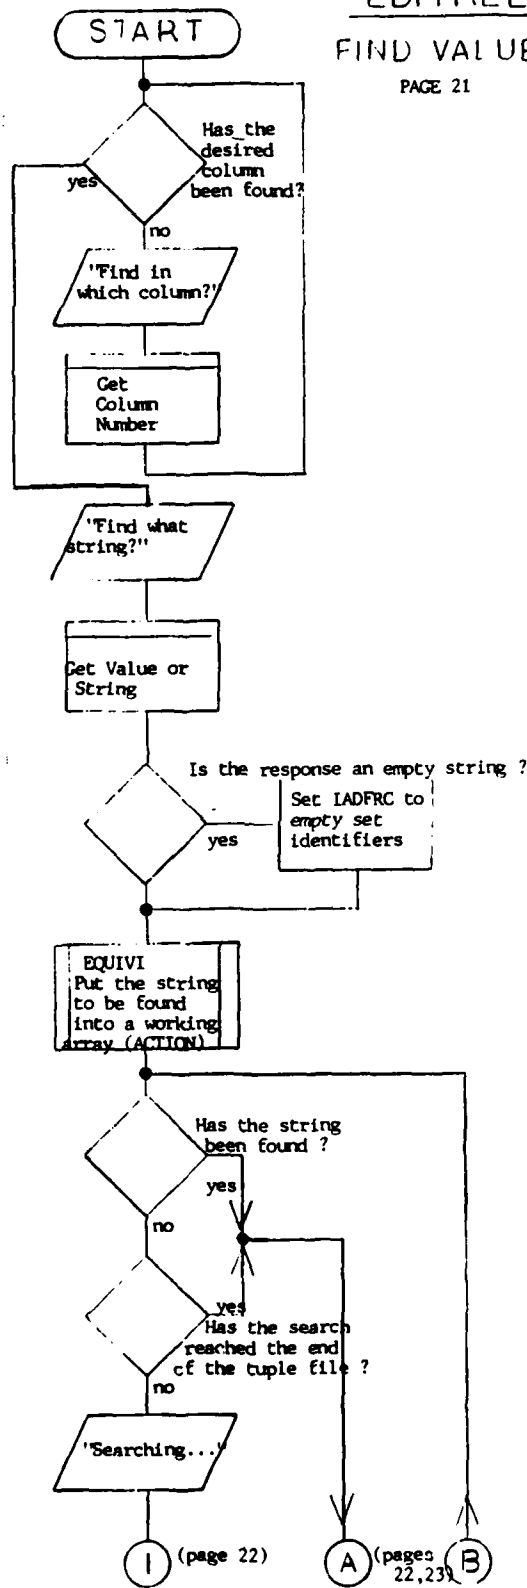 START
FIND VALUE
PAGE 21
Has the
desired
column
been found?
yes
no
"Find in
which column?"
Get
Column
Number
"Find what
string?"
Get Value or
String
Is the response an empty string ?
yes
Set IADFRC to
empty set
identifiers
EQUIVI
Put the string
to be found
into a working
array (ACTION)
Has the string
been found ?
yes
no
yes
Has the search
reached the end
of the tuple file ?
no
"Searching..."
1 (page 22)
A (pages
22,23)
B